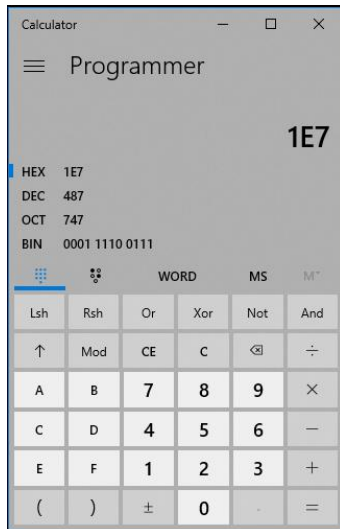 Calculator
Programmer
1E7
HEX 1E7
DEC 487
OCT 747
BIN 0001 1110 0111
WORD MS M˅
Lsh Rsh Or Xor Not And
↑ Mod CE C ⌫ ÷
A B 7 8 9 ×
C D 4 5 6 −
E F 1 2 3 +
( ) ± 0 . =